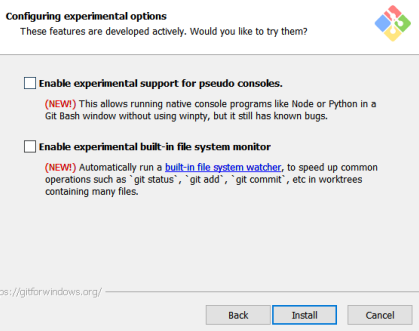 Configuring experimental options
These features are developed actively. Would you like to try them?
Enable experimental support for pseudo consoles.
(NEW!) This allows running native console programs like Node or Python in a
Git Bash window without using winpty, but it still has known bugs.
Enable experimental built-in file system monitor
(NEW!) Automatically run a built-in file system watcher, to speed up common
operations such as `git status`, `git add`, `git commit`, etc in worktrees
containing many files.
ps://gitforwindows.org/
Back Install Cancel